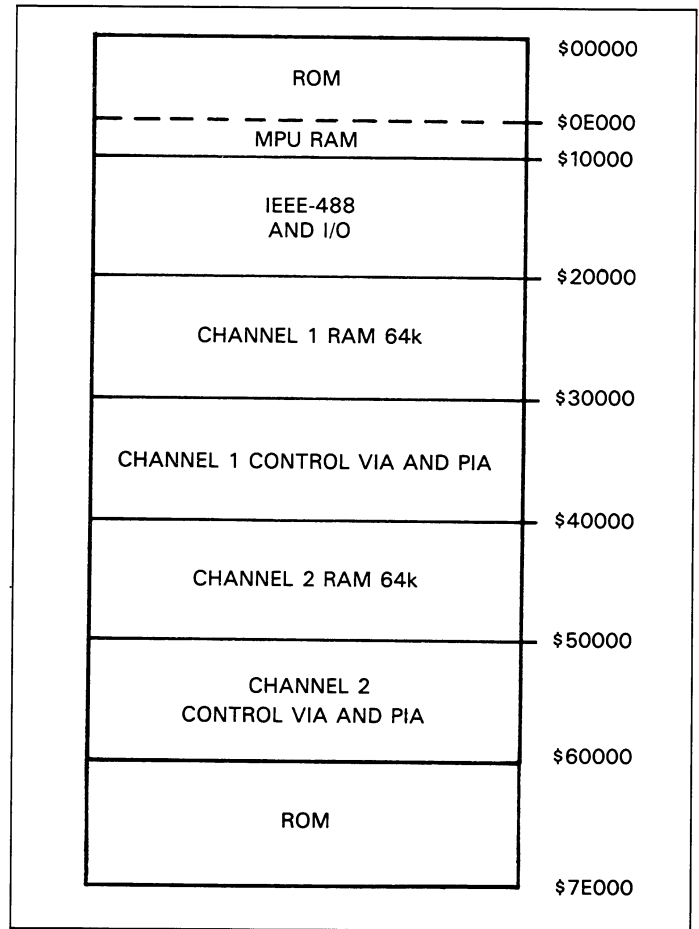 $00000
ROM
$0E000
MPU RAM
$10000
IEEE-488
AND I/O
$20000
CHANNEL 1 RAM 64k
$30000
CHANNEL 1 CONTROL VIA AND PIA
$40000
CHANNEL 2 RAM 64k
$50000
CHANNEL 2
CONTROL VIA AND PIA
$60000
ROM
$7E000